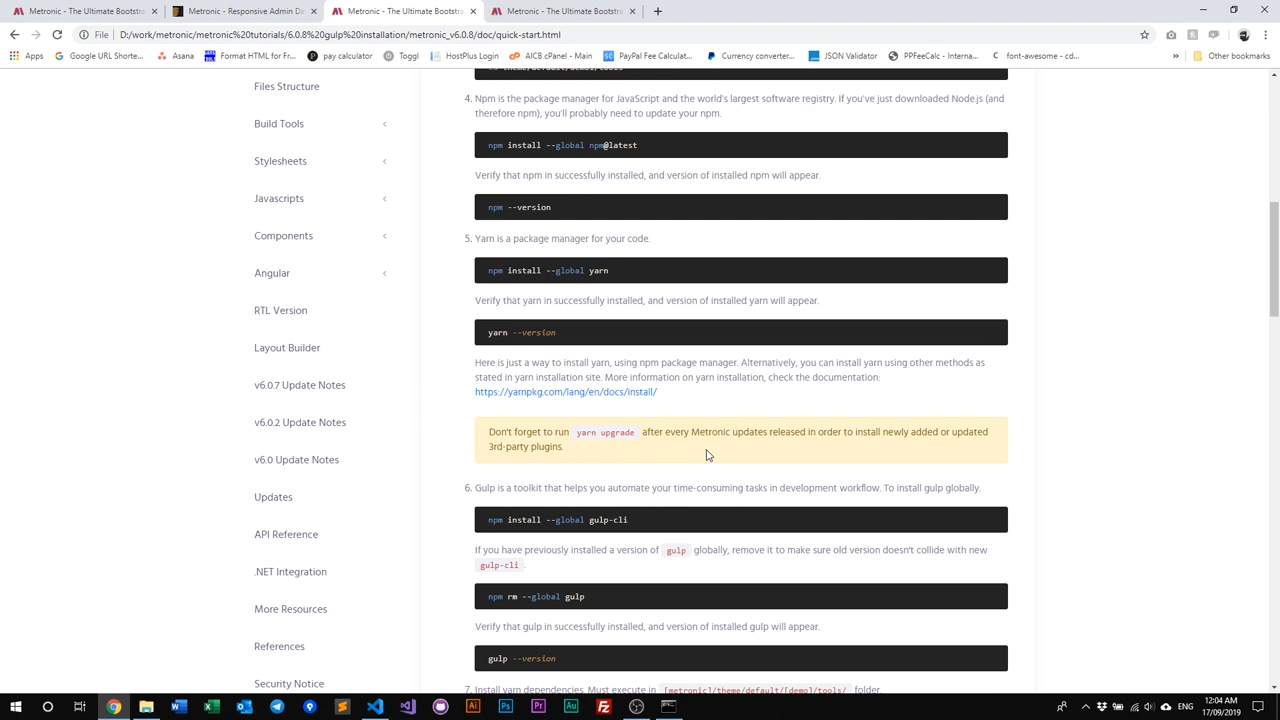 Metronic - The Ultimate Bootstr
Metronic - Responsive Admin Da
Metronic - The Ultimate Bootstr
Metronic - The Ultimate Bootstr
File | D:/work/metronic/metronic%20tutorials/6.0.8%20gulp%20installation/metronic_v6.0.8/doc/quick-start.html
Apps
Google URL Shorte...
Asana
Format HTML for Fr...
pay calculator
Toggl
HostPlus Login
AICB cPanel - Main
PayPal Fee Calculat...
Currency converter...
JSON Validator
PPFeeCalc - Interna...
font-awesome - cd...
»
Other bookmarks
Files Structure
Build Tools
Stylesheets
Javascripts
Components
Angular
RTL Version
Layout Builder
v6.0.7 Update Notes
v6.0.2 Update Notes
v6.0 Update Notes
Updates
API Reference
.NET Integration
More Resources
References
Security Notice
4. Npm is the package manager for JavaScript and the world's largest software registry. If you've just downloaded Node.js (and
therefore npm), you'll probably need to update your npm.
npm install --global npm@latest
Verify that npm in successfully installed, and version of installed npm will appear.
npm --version
5. Yarn is a package manager for your code.
npm install --global yarn
Verify that yarn in successfully installed, and version of installed yarn will appear.
yarn --version
Here is just a way to install yarn, using npm package manager. Alternatively, you can install yarn using other methods as
stated in yarn installation site. More information on yarn installation, check the documentation:
https://yarnpkg.com/lang/en/docs/install/
Don't forget to run yarn upgrade after every Metronic updates released in order to install newly added or updated
3rd-party plugins.
6. Gulp is a toolkit that helps you automate your time-consuming tasks in development workflow. To install gulp globally.
npm install --global gulp-cli
If you have previously installed a version of gulp globally, remove it to make sure old version doesn't collide with new
gulp-cli .
npm rm --global gulp
Verify that gulp in successfully installed, and version of installed gulp will appear.
gulp --version
7. Install yarn dependencies. Must execute in [metronic]/theme/default/[demo]/tools/ folder.
ENG
12:04 AM
17/09/2019